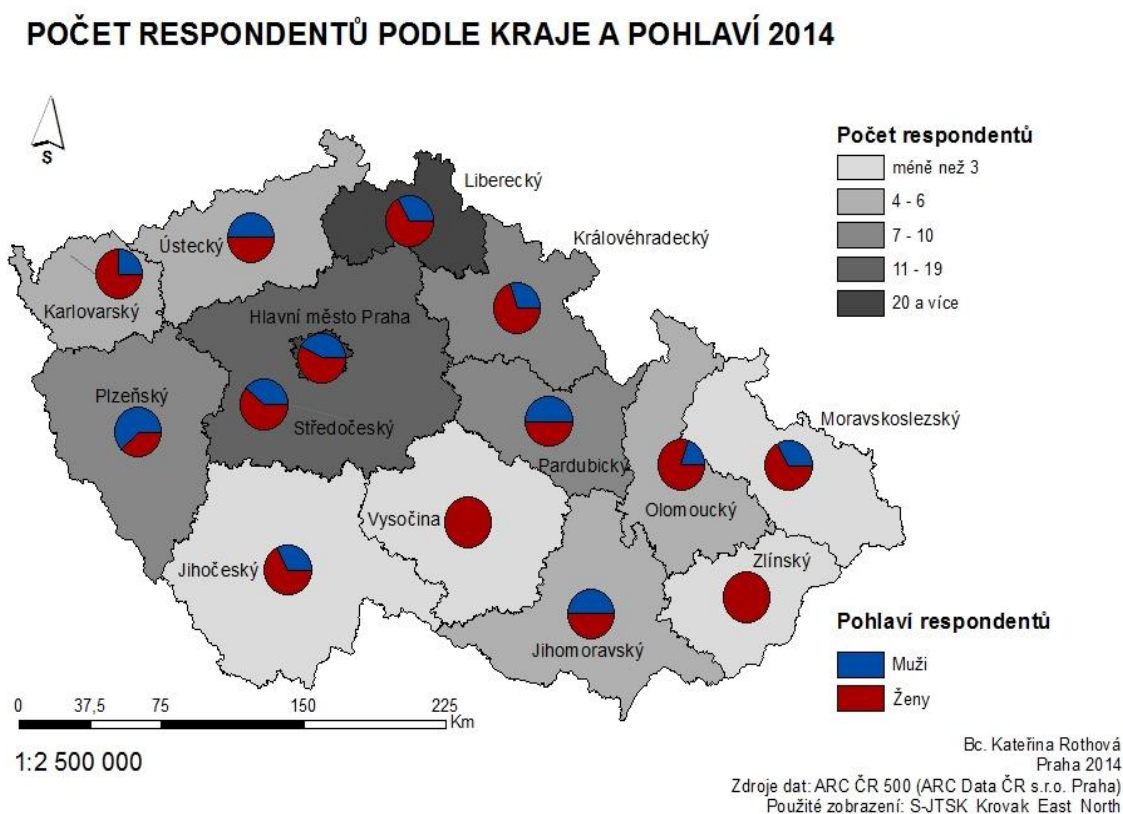 POČET RESPONDENTŮ PODLE KRAJE A POHLAVÍ 2014
S
Počet respondentů
méně než 3
4 - 6
7 - 10
11 - 19
20 a více
Liberecký
Ústecký
Královéhradecký
Karlovarský
Hlavní město Praha
Plzeňský
Středočeský
Moravskoslezský
Pardubický
Olomoucký
Vysočina
Zlínský
Jihočeský
Jihomoravský
Pohlaví respondentů
Muži
Ženy
0 37,5 75 150 225
Km
1:2 500 000
Bc. Kateřina Rothová
Praha 2014
Zdroje dat: ARC ČR 500 (ARC Data ČR s.r.o. Praha)
Použité zobrazení: S-JTSK Krovak East North